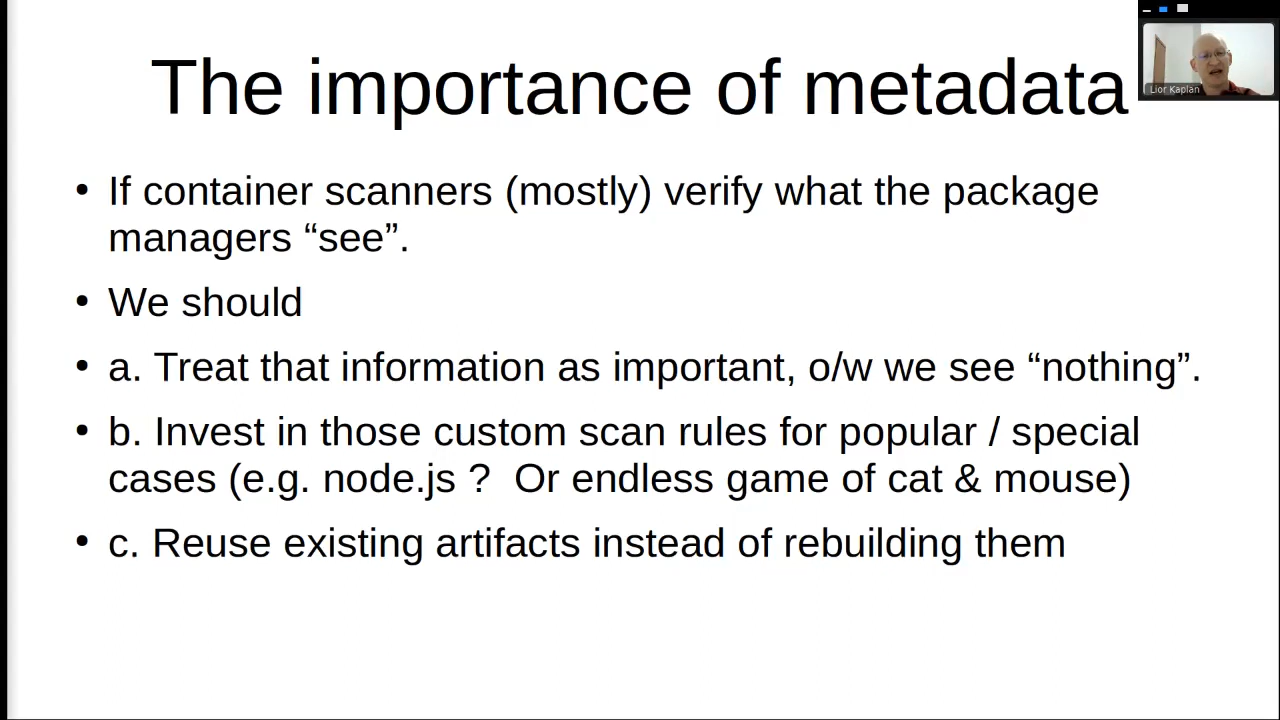 The importance of metadata
Lior Kaplan
• If container scanners (mostly) verify what the package
managers “see”.
• We should
• a. Treat that information as important, o/w we see “nothing”.
• b. Invest in those custom scan rules for popular / special
cases (e.g. node.js ?  Or endless game of cat & mouse)
• c. Reuse existing artifacts instead of rebuilding them